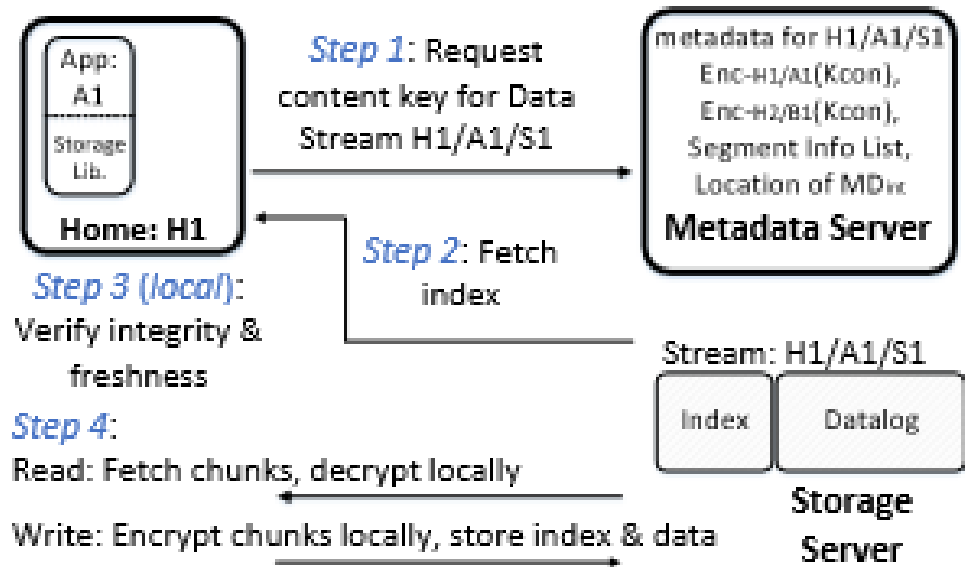 App:
A1
Storage
Lib.
Home: H1
Step 1: Request
content key for Data
Stream H1/A1/S1
metadata for H1/A1/S1
Enc-H1/A1(Kcon),
Enc-H2/B1(Kcon),
Segment Info List,
Location of MDint
Metadata Server
Step 2: Fetch
index
Step 3 (local):
Verify integrity &
freshness
Stream: H1/A1/S1
Index
Datalog
Storage
Server
Step 4:
Read: Fetch chunks, decrypt locally
Write: Encrypt chunks locally, store index & data